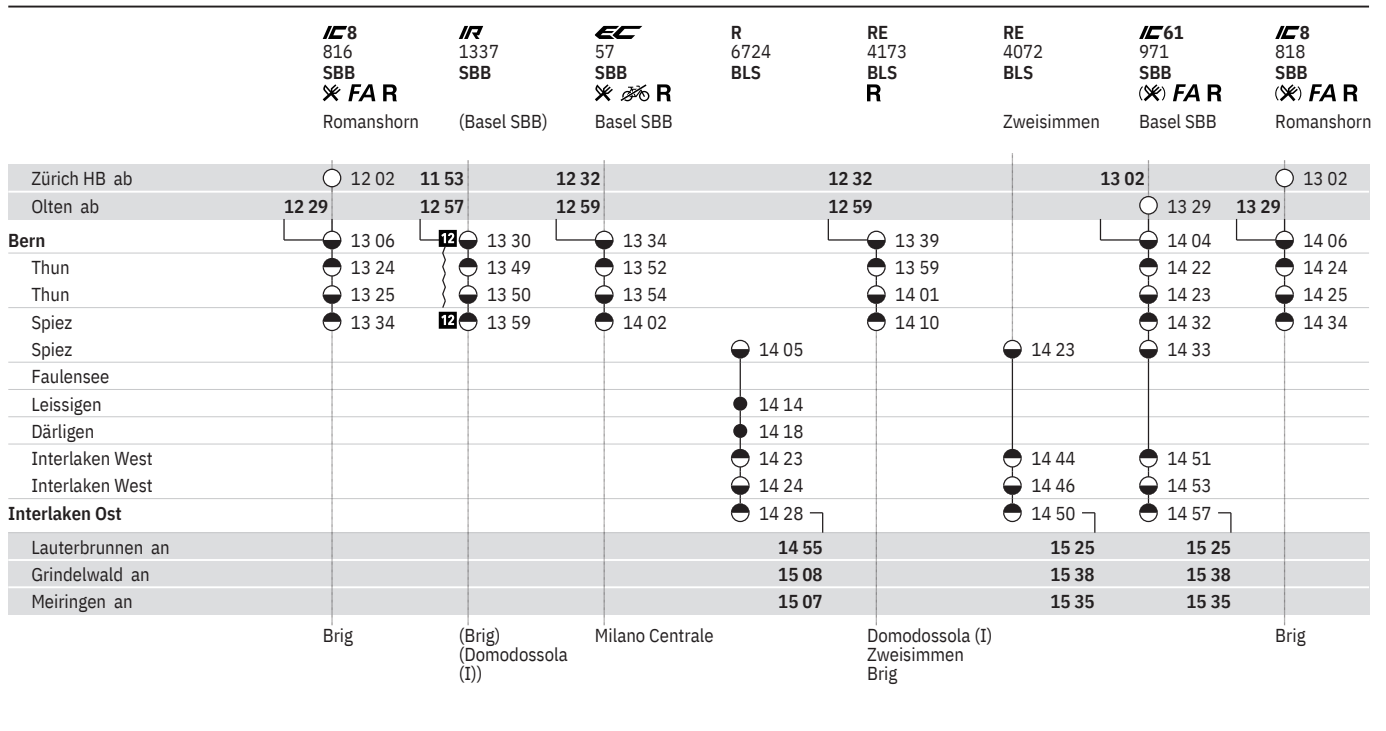 IC8 IR EC R RE RE IC61 IC8
816 1337 57 6724 4173 4072 971 818
SBB SBB SBB BLS BLS BLS SBB SBB
FA R R R FA R FA R
Romanshorn (Basel SBB) Basel SBB Zweisimmen Basel SBB Romanshorn
Zürich HB ab 12 02 11 53 12 32 12 32 13 02 13 02
Olten ab 12 29 12 57 12 59 12 59 13 29 13 29
Bern 13 06 12 13 30 13 34 13 39 14 04 14 06
Thun 13 24 13 49 13 52 13 59 14 22 14 24
Thun 13 25 13 50 13 54 14 01 14 23 14 25
Spiez 13 34 12 13 59 14 02 14 10 14 32 14 34
Spiez 14 05 14 23 14 33
Faulensee
Leissigen 14 14
Därligen 14 18
Interlaken West 14 23 14 44 14 51
Interlaken West 14 24 14 46 14 53
Interlaken Ost 14 28 14 50 14 57
Lauterbrunnen an 14 55 15 25 15 25
Grindelwald an 15 08 15 38 15 38
Meiringen an 15 07 15 35 15 35
Brig (Brig) Milano Centrale Domodossola (I) Brig
(Domodossola Zweisimmen
(I)) Brig